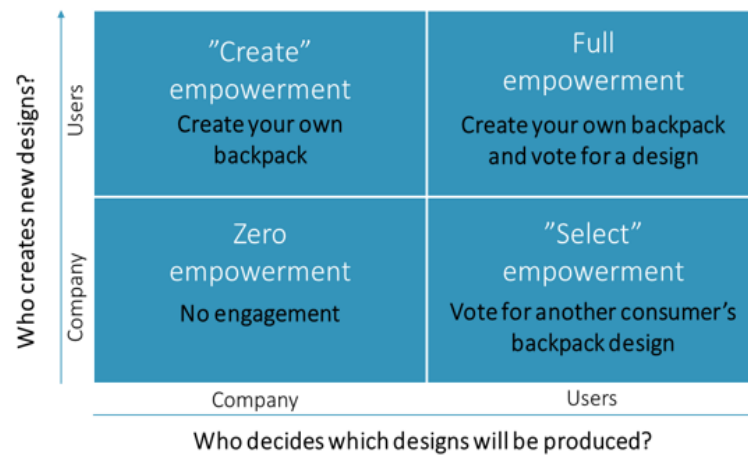 Who creates new designs?
Users
Company
”Create”
empowerment
Create your own
backpack
Full
empowerment
Create your own backpack
and vote for a design
Zero
empowerment
No engagement
”Select”
empowerment
Vote for another consumer’s
backpack design
Company
Users
Who decides which designs will be produced?